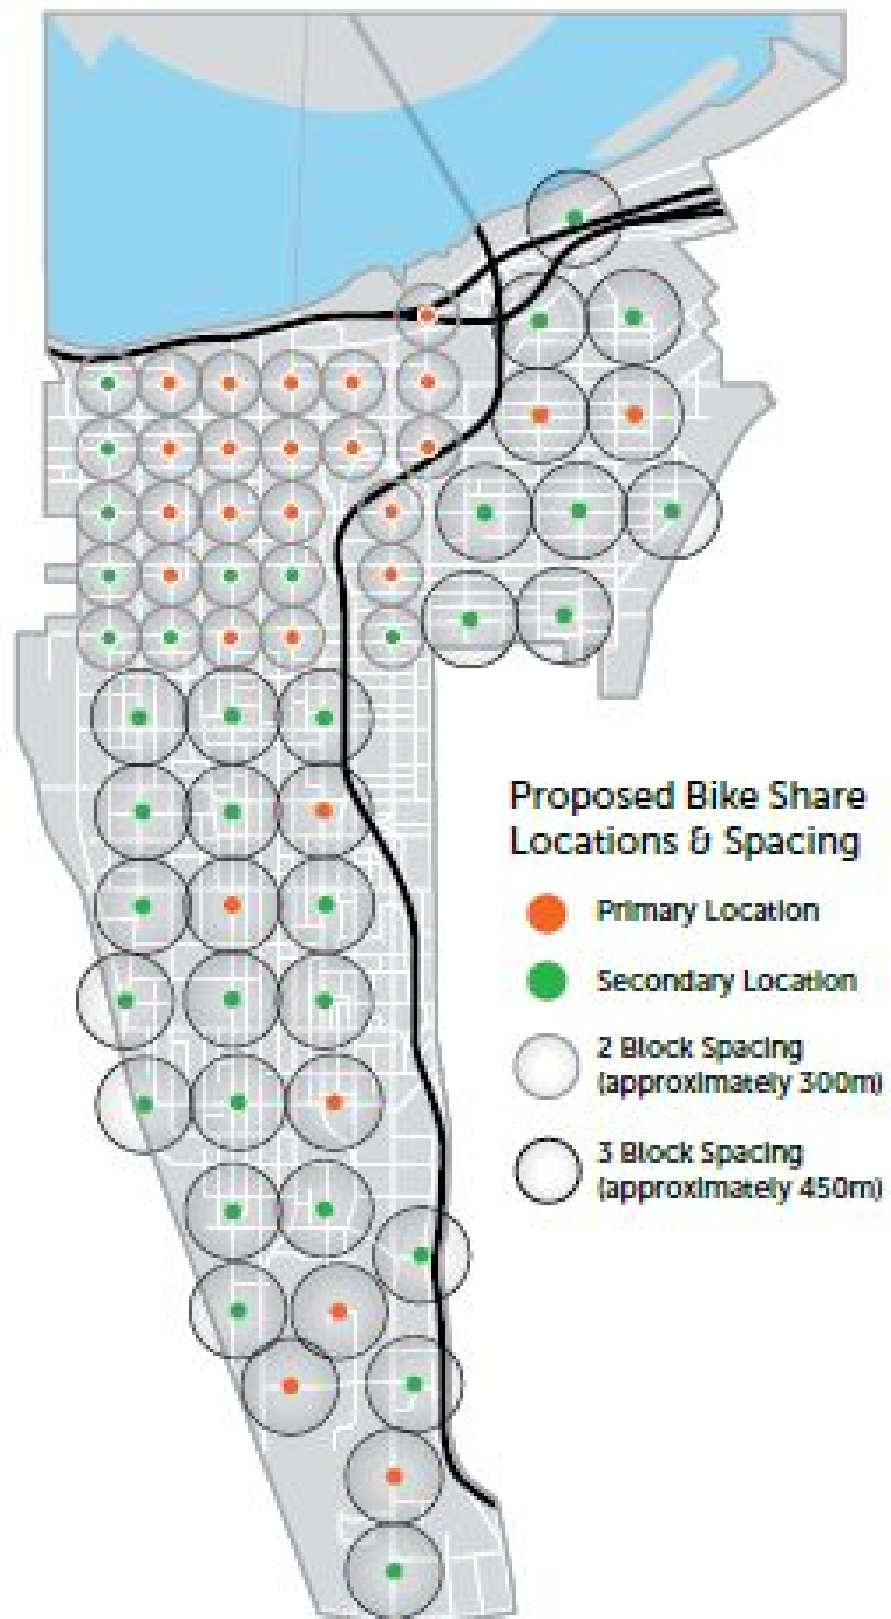 Proposed Bike Share
Locations & Spacing
Primary Location
Secondary Location
2 Block Spacing
(approximately 300m)
3 Block Spacing
(approximately 450m)